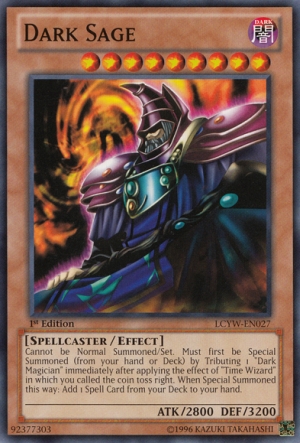 DARK SAGE
DARK
闇
1st Edition
LCYW-EN027
[SPELLCASTER / EFFECT]
Cannot be Normal Summoned/Set. Must first be Special
Summoned (from your hand or Deck) by Tributing 1 "Dark
Magician" immediately after applying the effect of "Time Wizard"
in which you called the coin toss right. When Special Summoned
this way: Add 1 Spell Card from your Deck to your hand.
ATK/2800 DEF/3200
92377303
©1996 KAZUKI TAKAHASHI